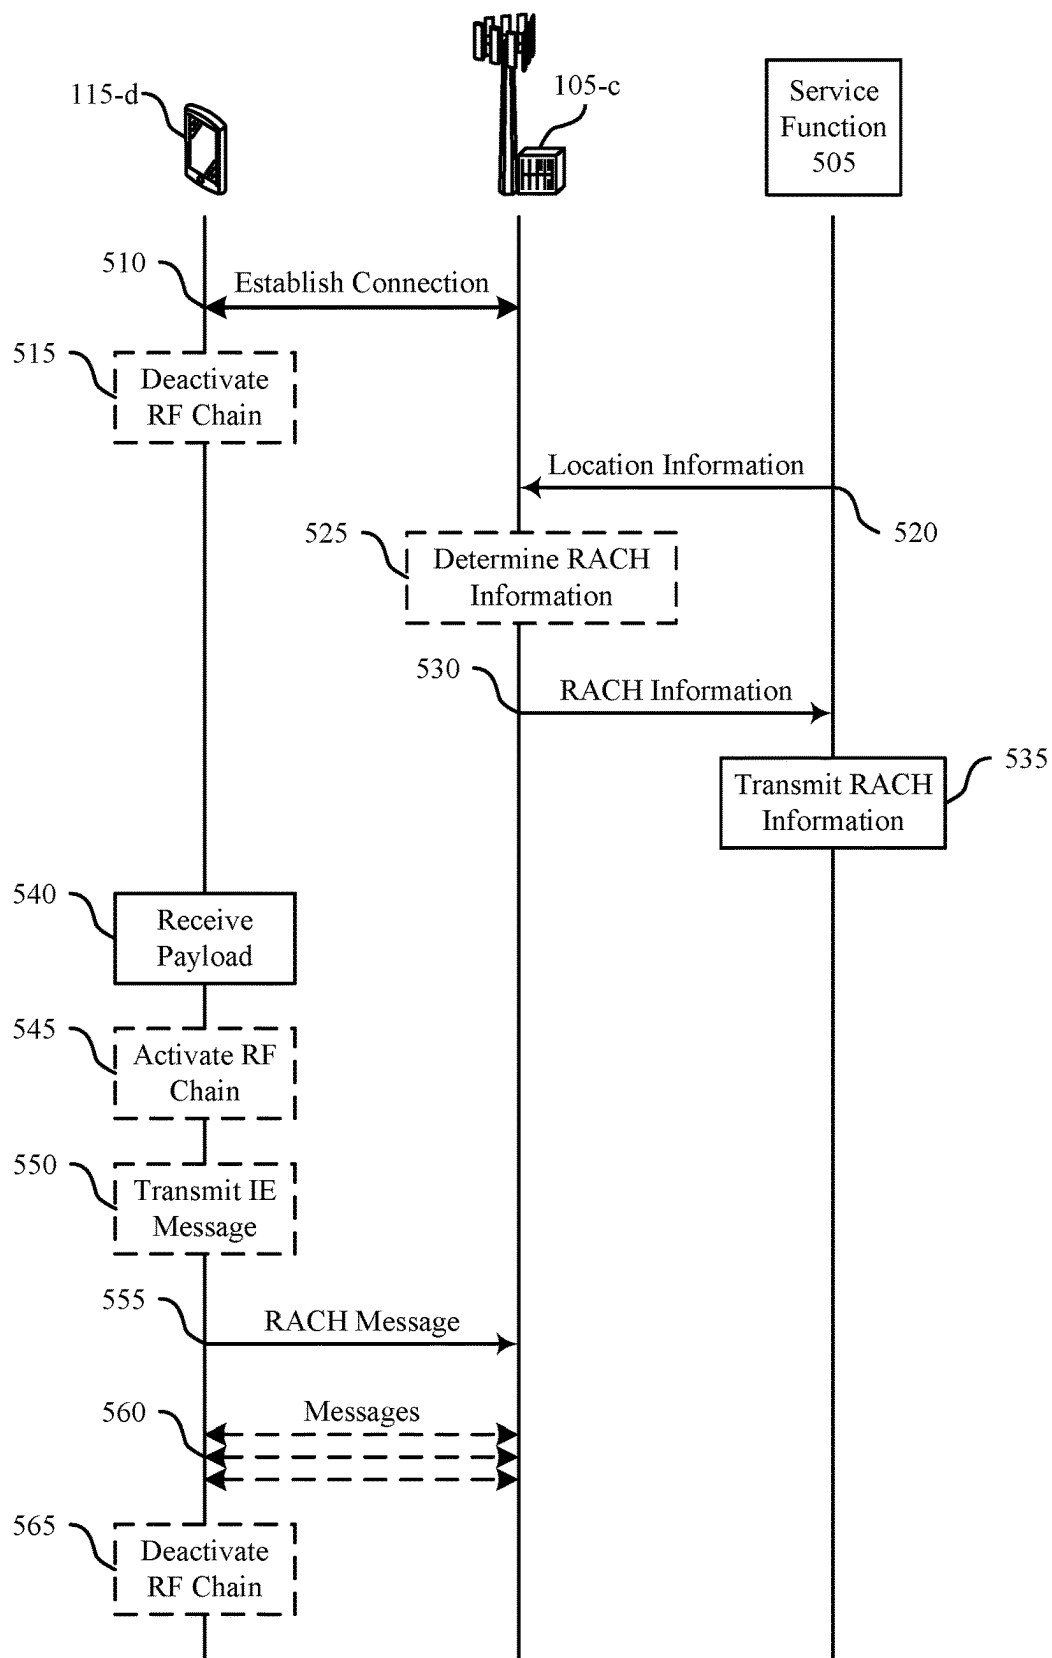 115-d
105-c
Service
Function
505
510
Establish Connection
515
Deactivate
RF Chain
Location Information
520
525
Determine RACH
Information
530
RACH Information
535
Transmit RACH
Information
540
Receive
Payload
545
Activate RF
Chain
550
Transmit IE
Message
555
RACH Message
560
Messages
565
Deactivate
RF Chain